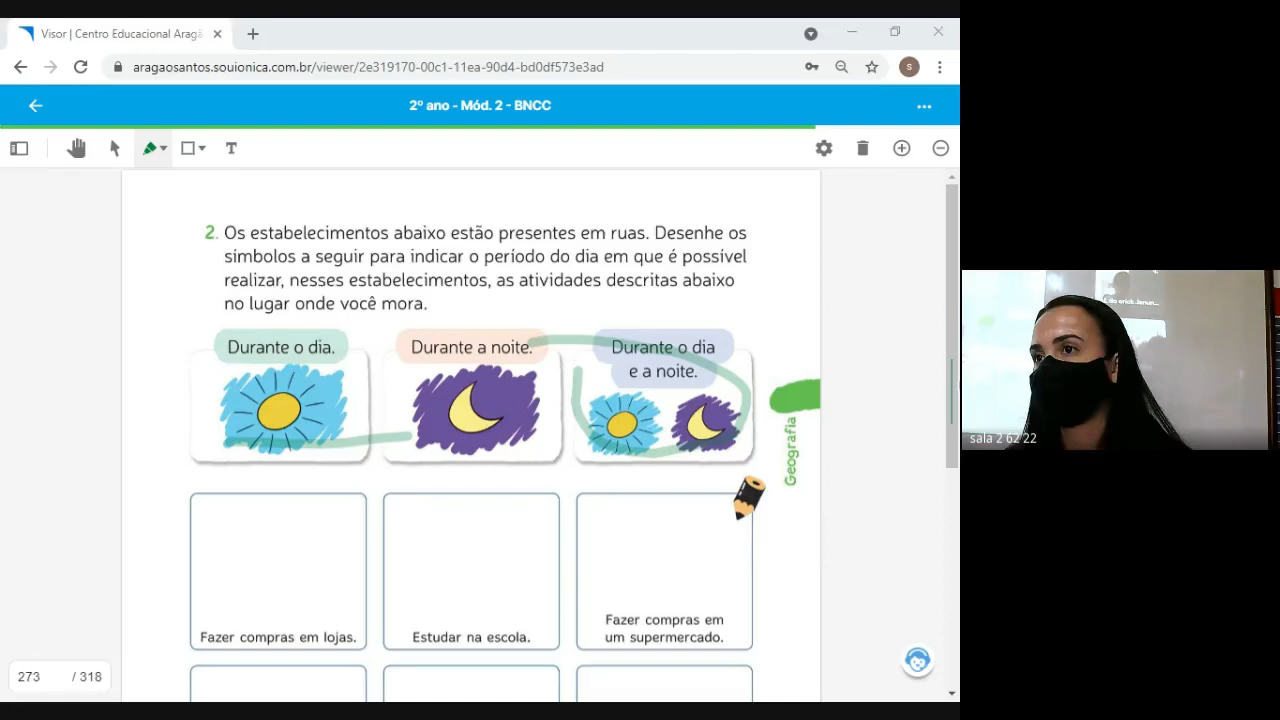 Visor | Centro Educacional Aragã
aragaosantos.souionica.com.br/viewer/2e319170-00c1-11ea-90d4-bd0df573e3ad
s
2º ano - Mód. 2 - BNCC
T
2. Os estabelecimentos abaixo estão presentes em ruas. Desenhe os
símbolos a seguir para indicar o período do dia em que é possível
realizar, nesses estabelecimentos, as atividades descritas abaixo
no lugar onde você mora.
Durante o dia.
Durante a noite.
Durante o dia
e a noite.
Geografia
Fazer compras em lojas.
Estudar na escola.
Fazer compras em
um supermercado.
273 / 318
sala 2 62 22